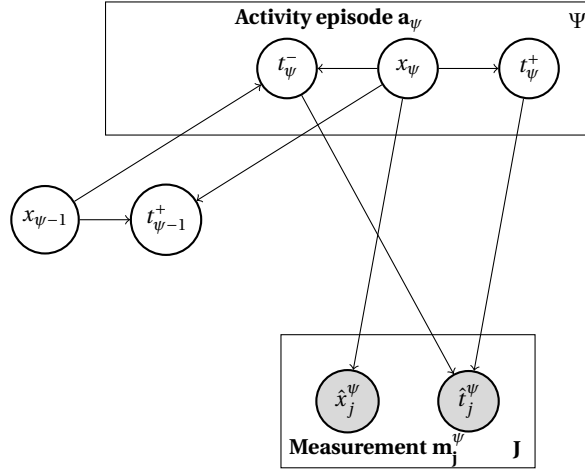 Activity episode a_ψ Ψ
t_ψ^- x_ψ t_ψ^+
x_{ψ−1} t_{ψ−1}^+
x̂_j^ψ t̂_j^ψ
Measurement m_j^ψ J